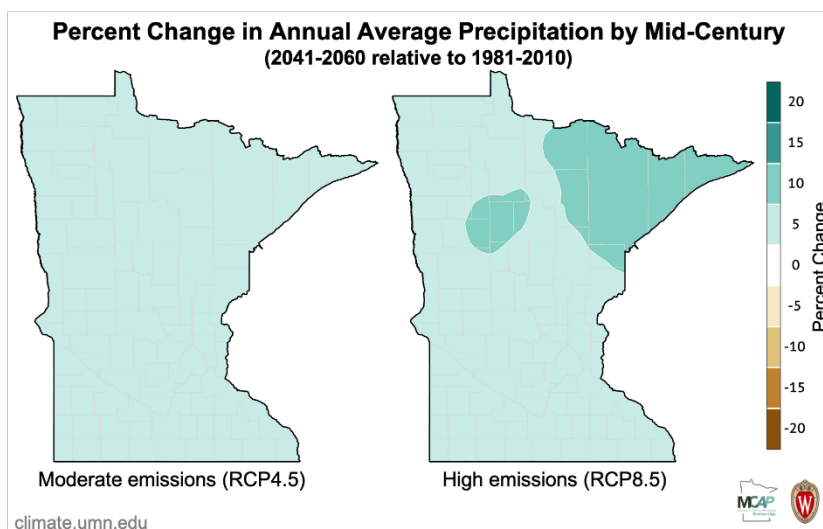 Percent Change in Annual Average Precipitation by Mid-Century
(2041-2060 relative to 1981-2010)
20
15
10
5
0
-5
-10
-15
-20
Percent Change
Moderate emissions (RCP4.5)
High emissions (RCP8.5)
MCAP
W
climate.umn.edu